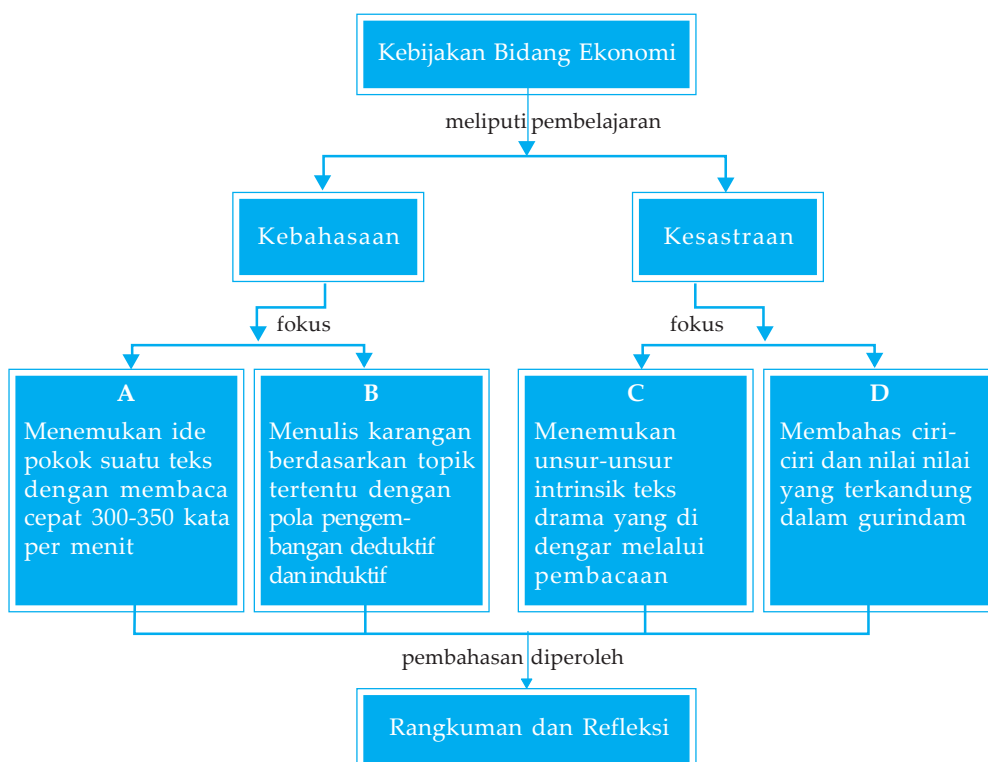 Kebijakan Bidang Ekonomi
meliputi pembelajaran
Kebahasaan
Kesastraan
fokus
fokus
A
Menemukan ide
pokok suatu teks
dengan membaca
cepat 300-350 kata
per menit
B
Menulis karangan
berdasarkan topik
tertentu dengan
pola pengem-
bangan deduktif
dan induktif
C
Menemukan
unsur-unsur
intrinsik teks
drama yang di
dengar melalui
pembacaan
D
Membahas ciri-
ciri dan nilai nilai
yang terkandung
dalam gurindam
pembahasan diperoleh
Rangkuman dan Refleksi